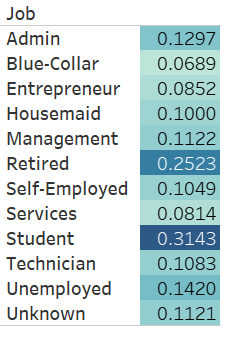 Job
Admin 0.1297
Blue-Collar 0.0689
Entrepreneur 0.0852
Housemaid 0.1000
Management 0.1122
Retired 0.2523
Self-Employed 0.1049
Services 0.0814
Student 0.3143
Technician 0.1083
Unemployed 0.1420
Unknown 0.1121